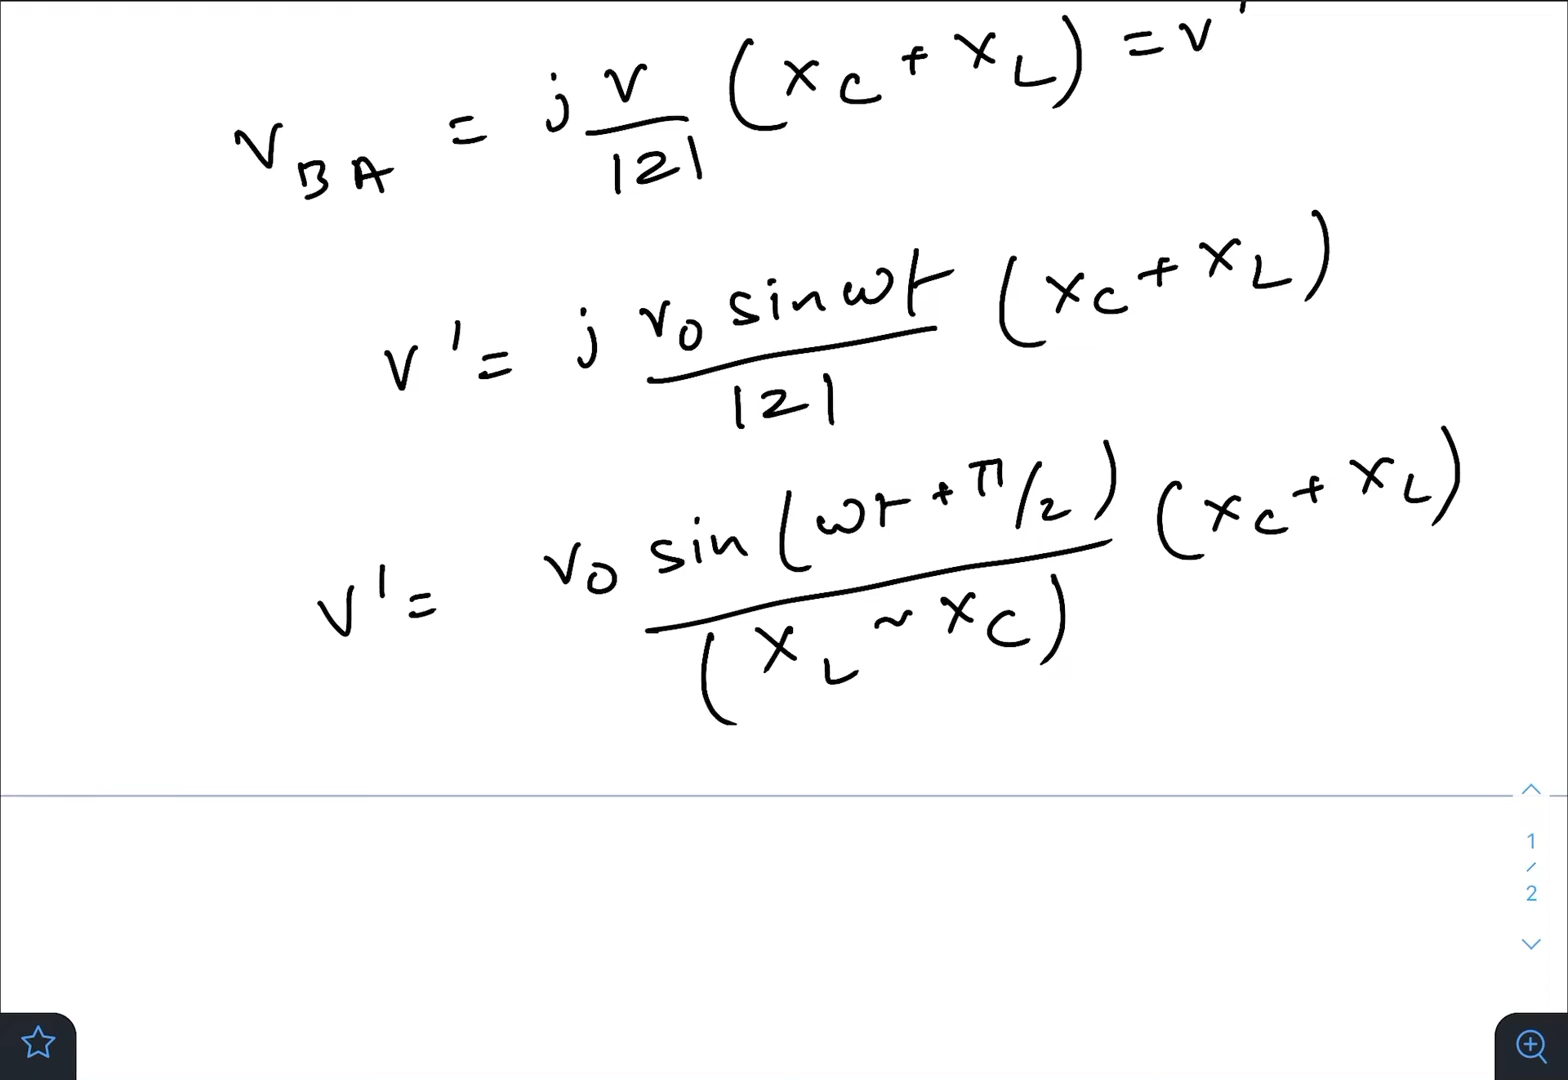 V_BA = j V/|z| (X_C + X_L) = V'
V' = j V_0 sin ωt/|z| (X_C + X_L)
V' = V_0 sin (ωt + π/2)/(X_L ~ X_C) (X_C + X_L)
1
/
2